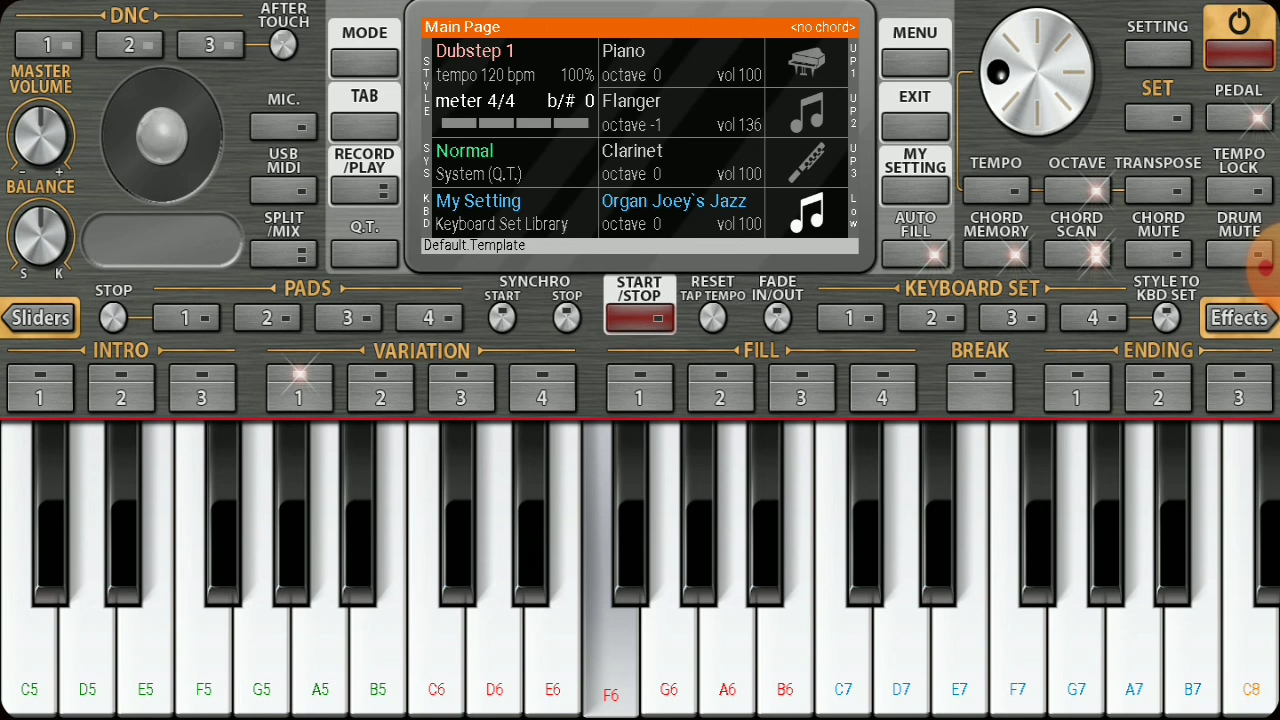 DNC
AFTER
TOUCH
1
2
3
MASTER
VOLUME
- +
BALANCE
S K
MIC.
USB
MIDI
SPLIT
/MIX
MODE
TAB
RECORD
/PLAY
Q.T.
Main Page
<no chord>
STYLE
Dubstep 1
tempo 120 bpm 100%
meter 4/4 b/# 0
SYS
Normal
System (Q.T.)
KBD
My Setting
Keyboard Set Library
Piano
octave 0 vol 100
UP1
Flanger
octave -1 vol 136
UP2
Clarinet
octave 0 vol 100
UP3
Organ Joey`s Jazz
octave 0 vol 100
Low
Default.Template
MENU
EXIT
MY
SETTING
AUTO
FILL
SETTING
SET
PEDAL
TEMPO
OCTAVE
TRANSPOSE
TEMPO
LOCK
CHORD
MEMORY
CHORD
SCAN
CHORD
MUTE
DRUM
MUTE
Sliders
STOP
PADS
1
2
3
4
SYNCHRO
START
STOP
START
/STOP
RESET
TAP TEMPO
FADE
IN/OUT
KEYBOARD SET
1
2
3
4
STYLE TO
KBD SET
Effects
INTRO
1
2
3
VARIATION
1
2
3
4
FILL
1
2
3
4
BREAK
ENDING
1
2
3
C5 D5 E5 F5 G5 A5 B5 C6 D6 E6 F6 G6 A6 B6 C7 D7 E7 F7 G7 A7 B7 C8